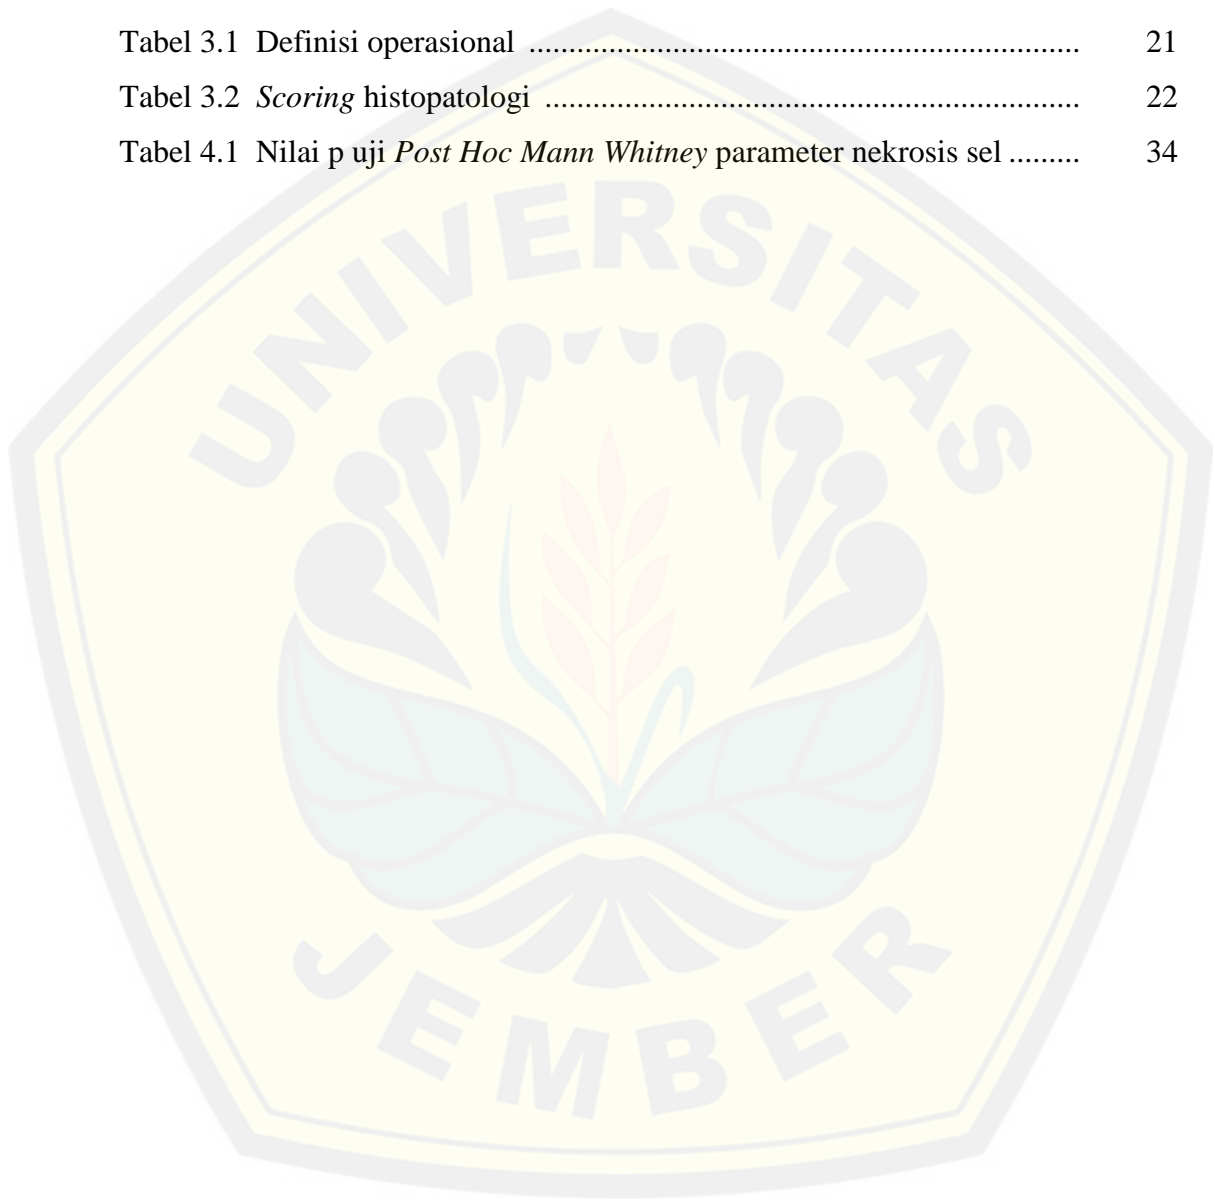 Tabel 3.1 Definisi operasional ...................................................................... 21
Tabel 3.2 Scoring histopatologi .................................................................... 22
Tabel 4.1 Nilai p uji Post Hoc Mann Whitney parameter nekrosis sel ......... 34
UNIVERSITAS
JEMBER